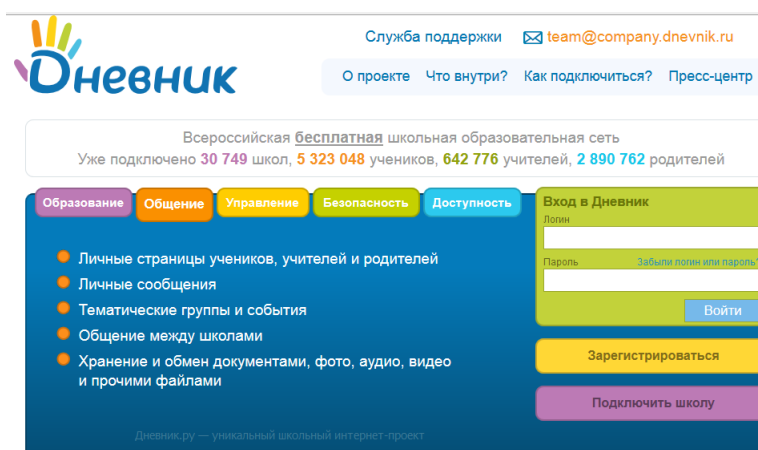 Служба поддержки team@company.dnevnik.ru
Дневник
О проекте Что внутри? Как подключиться? Пресс-центр
Всероссийская бесплатная школьная образовательная сеть
Уже подключено 30 749 школ, 5 323 048 учеников, 642 776 учителей, 2 890 762 родителей
Образование Общение Управление Безопасность Доступность
Личные страницы учеников, учителей и родителей
Личные сообщения
Тематические группы и события
Общение между школами
Хранение и обмен документами, фото, аудио, видео
и прочими файлами
Дневник.ру — уникальный школьный интернет-проект
Вход в Дневник
Логин
Пароль Забыли логин или пароль?
Войти
Зарегистрироваться
Подключить школу